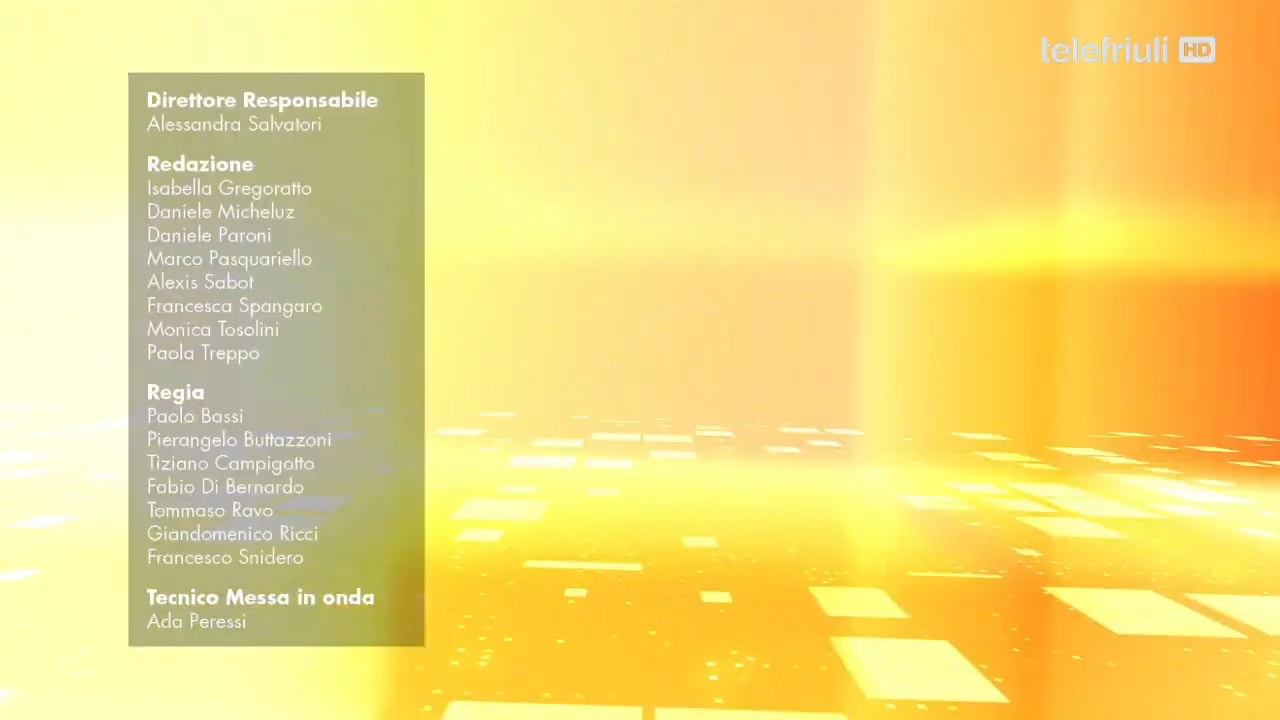 telefriuli HD
Direttore Responsabile
Alessandra Salvatori
Redazione
Isabella Gregoratto
Daniele Micheluz
Daniele Paroni
Marco Pasquariello
Alexis Sabot
Francesca Spangaro
Monica Tosolini
Paola Treppo
Regia
Paolo Bassi
Pierangelo Buttazzoni
Tiziano Campigotto
Fabio Di Bernardo
Tommaso Ravo
Giandomenico Ricci
Francesco Snidero
Tecnico Messa in onda
Ada Peressi